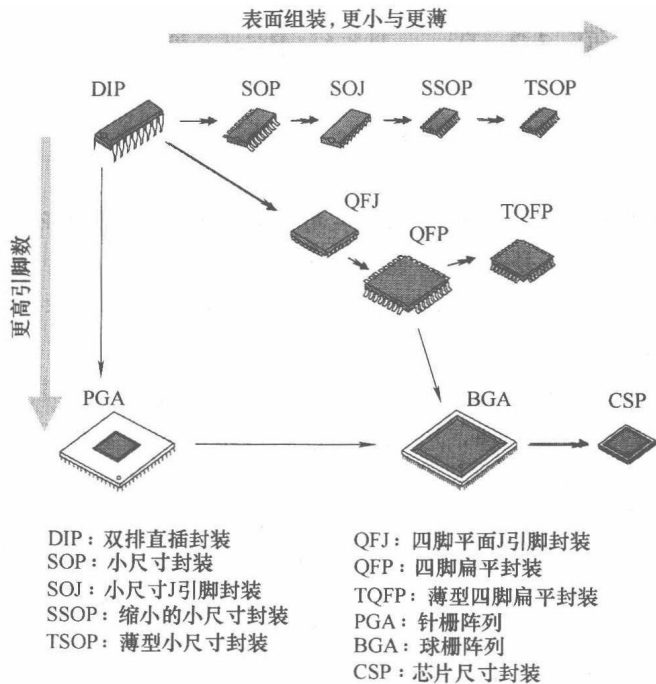 表面组装,更小与更薄
DIP
SOP
SOJ
SSOP
TSOP
QFJ
QFP
TQFP
更高引脚数
PGA
BGA
CSP
DIP:双排直插封装
SOP:小尺寸封装
SOJ:小尺寸J引脚封装
SSOP:缩小的小尺寸封装
TSOP:薄型小尺寸封装
QFJ:四脚平面J引脚封装
QFP:四脚扁平封装
TQFP:薄型四脚扁平封装
PGA:针栅阵列
BGA:球栅阵列
CSP:芯片尺寸封装